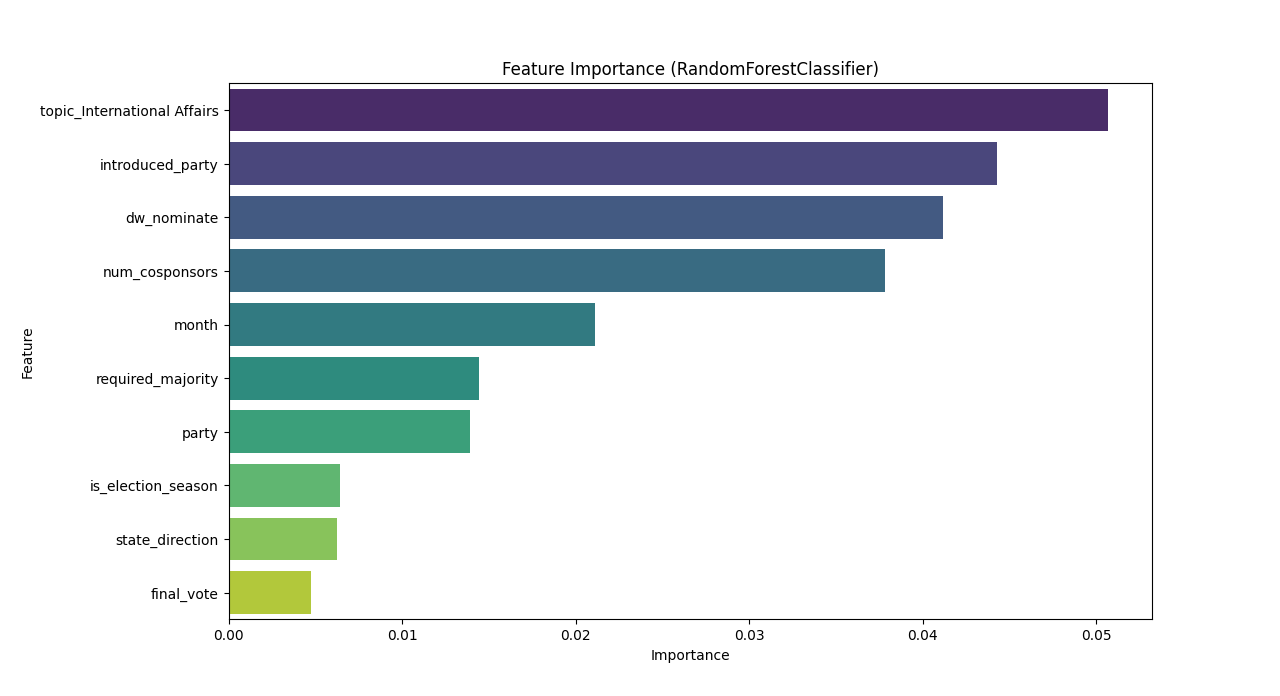 Feature Importance (RandomForestClassifier)
Feature
topic_International Affairs
introduced_party
dw_nominate
num_cosponsors
month
required_majority
party
is_election_season
state_direction
final_vote
0.00 0.01 0.02 0.03 0.04 0.05
Importance